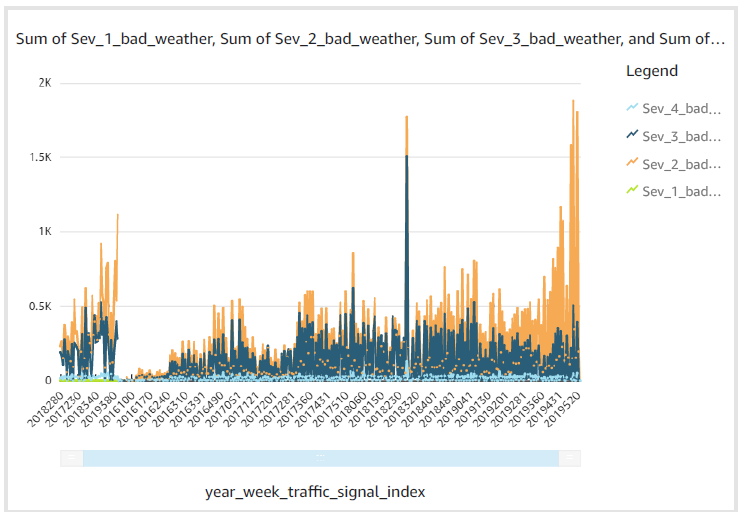 Sum of Sev_1_bad_weather, Sum of Sev_2_bad_weather, Sum of Sev_3_bad_weather, and Sum of...
Legend
Sev_4_bad...
Sev_3_bad...
Sev_2_bad...
Sev_1_bad...
2K
1.5K
1K
0.5K
0
2018280
2017230
2018340
2019380
2016100
2016170
2016240
2016310
2016391
2016490
2017051
2017121
2017201
2017281
2017360
2017431
2017510
2018060
2018150
2018230
2018320
2018401
2018481
2019041
2019130
2019201
2019281
2019360
2019431
2019520
year_week_traffic_signal_index